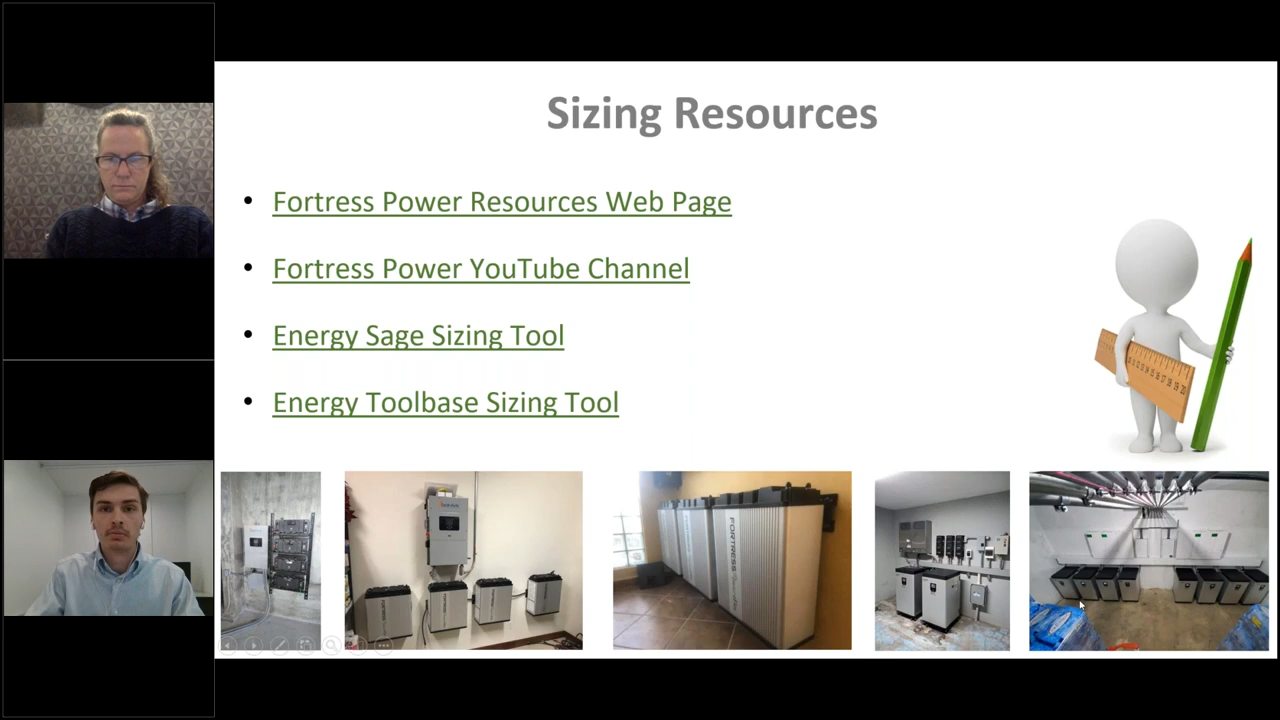 Sizing Resources
• Fortress Power Resources Web Page
• Fortress Power YouTube Channel
• Energy Sage Sizing Tool
• Energy Toolbase Sizing Tool
FORTRESS